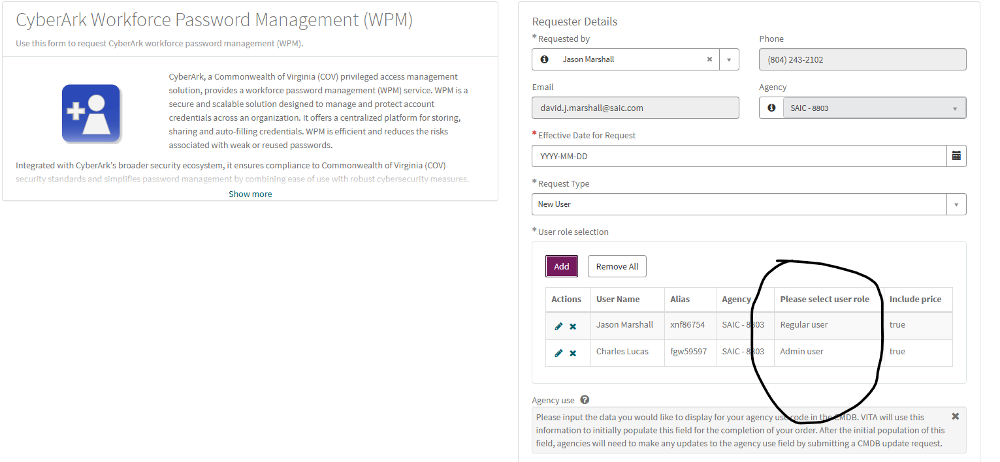 CyberArk Workforce Password Management (WPM)
Use this form to request CyberArk workforce password management (WPM).
CyberArk, a Commonwealth of Virginia (COV) privileged access management
solution, provides a workforce password management (WPM) service. WPM is a
secure and scalable solution designed to manage and protect account
credentials across an organization. It offers a centralized platform for storing,
sharing and auto-filling credentials. WPM is efficient and reduces the risks
associated with weak or reused passwords.
Integrated with CyberArk's broader security ecosystem, it ensures compliance to Commonwealth of Virginia (COV)
security standards and simplifies password management by combining ease of use with robust cybersecurity measures.
Show more
Requester Details
* Requested by
Phone
Jason Marshall
(804) 243-2102
Email
Agency
david.j.marshall@saic.com
SAIC - 8803
* Effective Date for Request
YYYY-MM-DD
* Request Type
New User
* User role selection
Add Remove All
Actions User Name Alias Agency Please select user role Include price
Jason Marshall xnf86754 SAIC - 8803 Regular user true
Charles Lucas fgw59597 SAIC - 8803 Admin user true
Agency use
Please input the data you would like to display for your agency use code in the CMDB. VITA will use this
information to initially populate this field for the completion of your order. After the initial population of this
field, agencies will need to make any updates to the agency use field by submitting a CMDB update request.